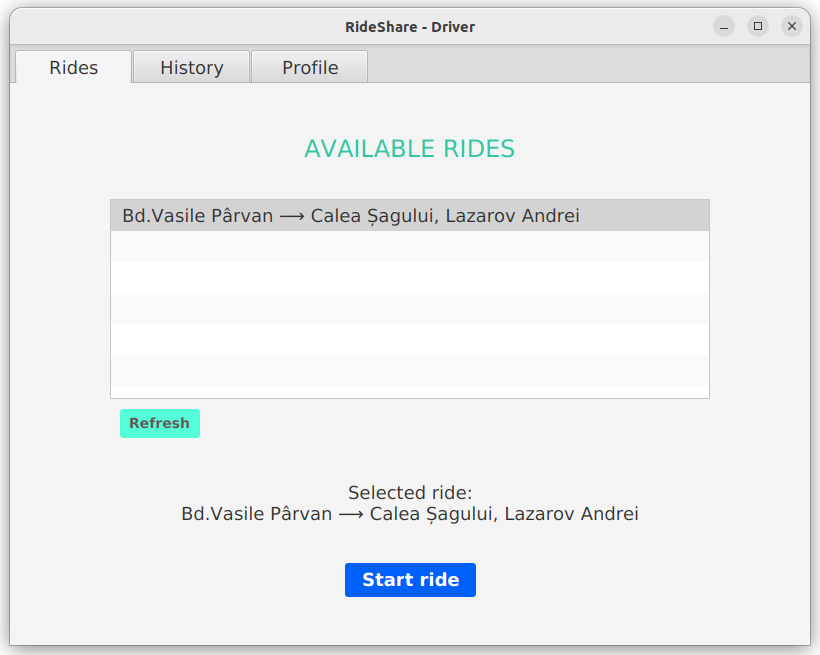 RideShare - Driver
Rides History Profile
AVAILABLE RIDES
Bd.Vasile Pârvan ⟶ Calea Șagului, Lazarov Andrei
Refresh
Selected ride:
Bd.Vasile Pârvan ⟶ Calea Șagului, Lazarov Andrei
Start ride